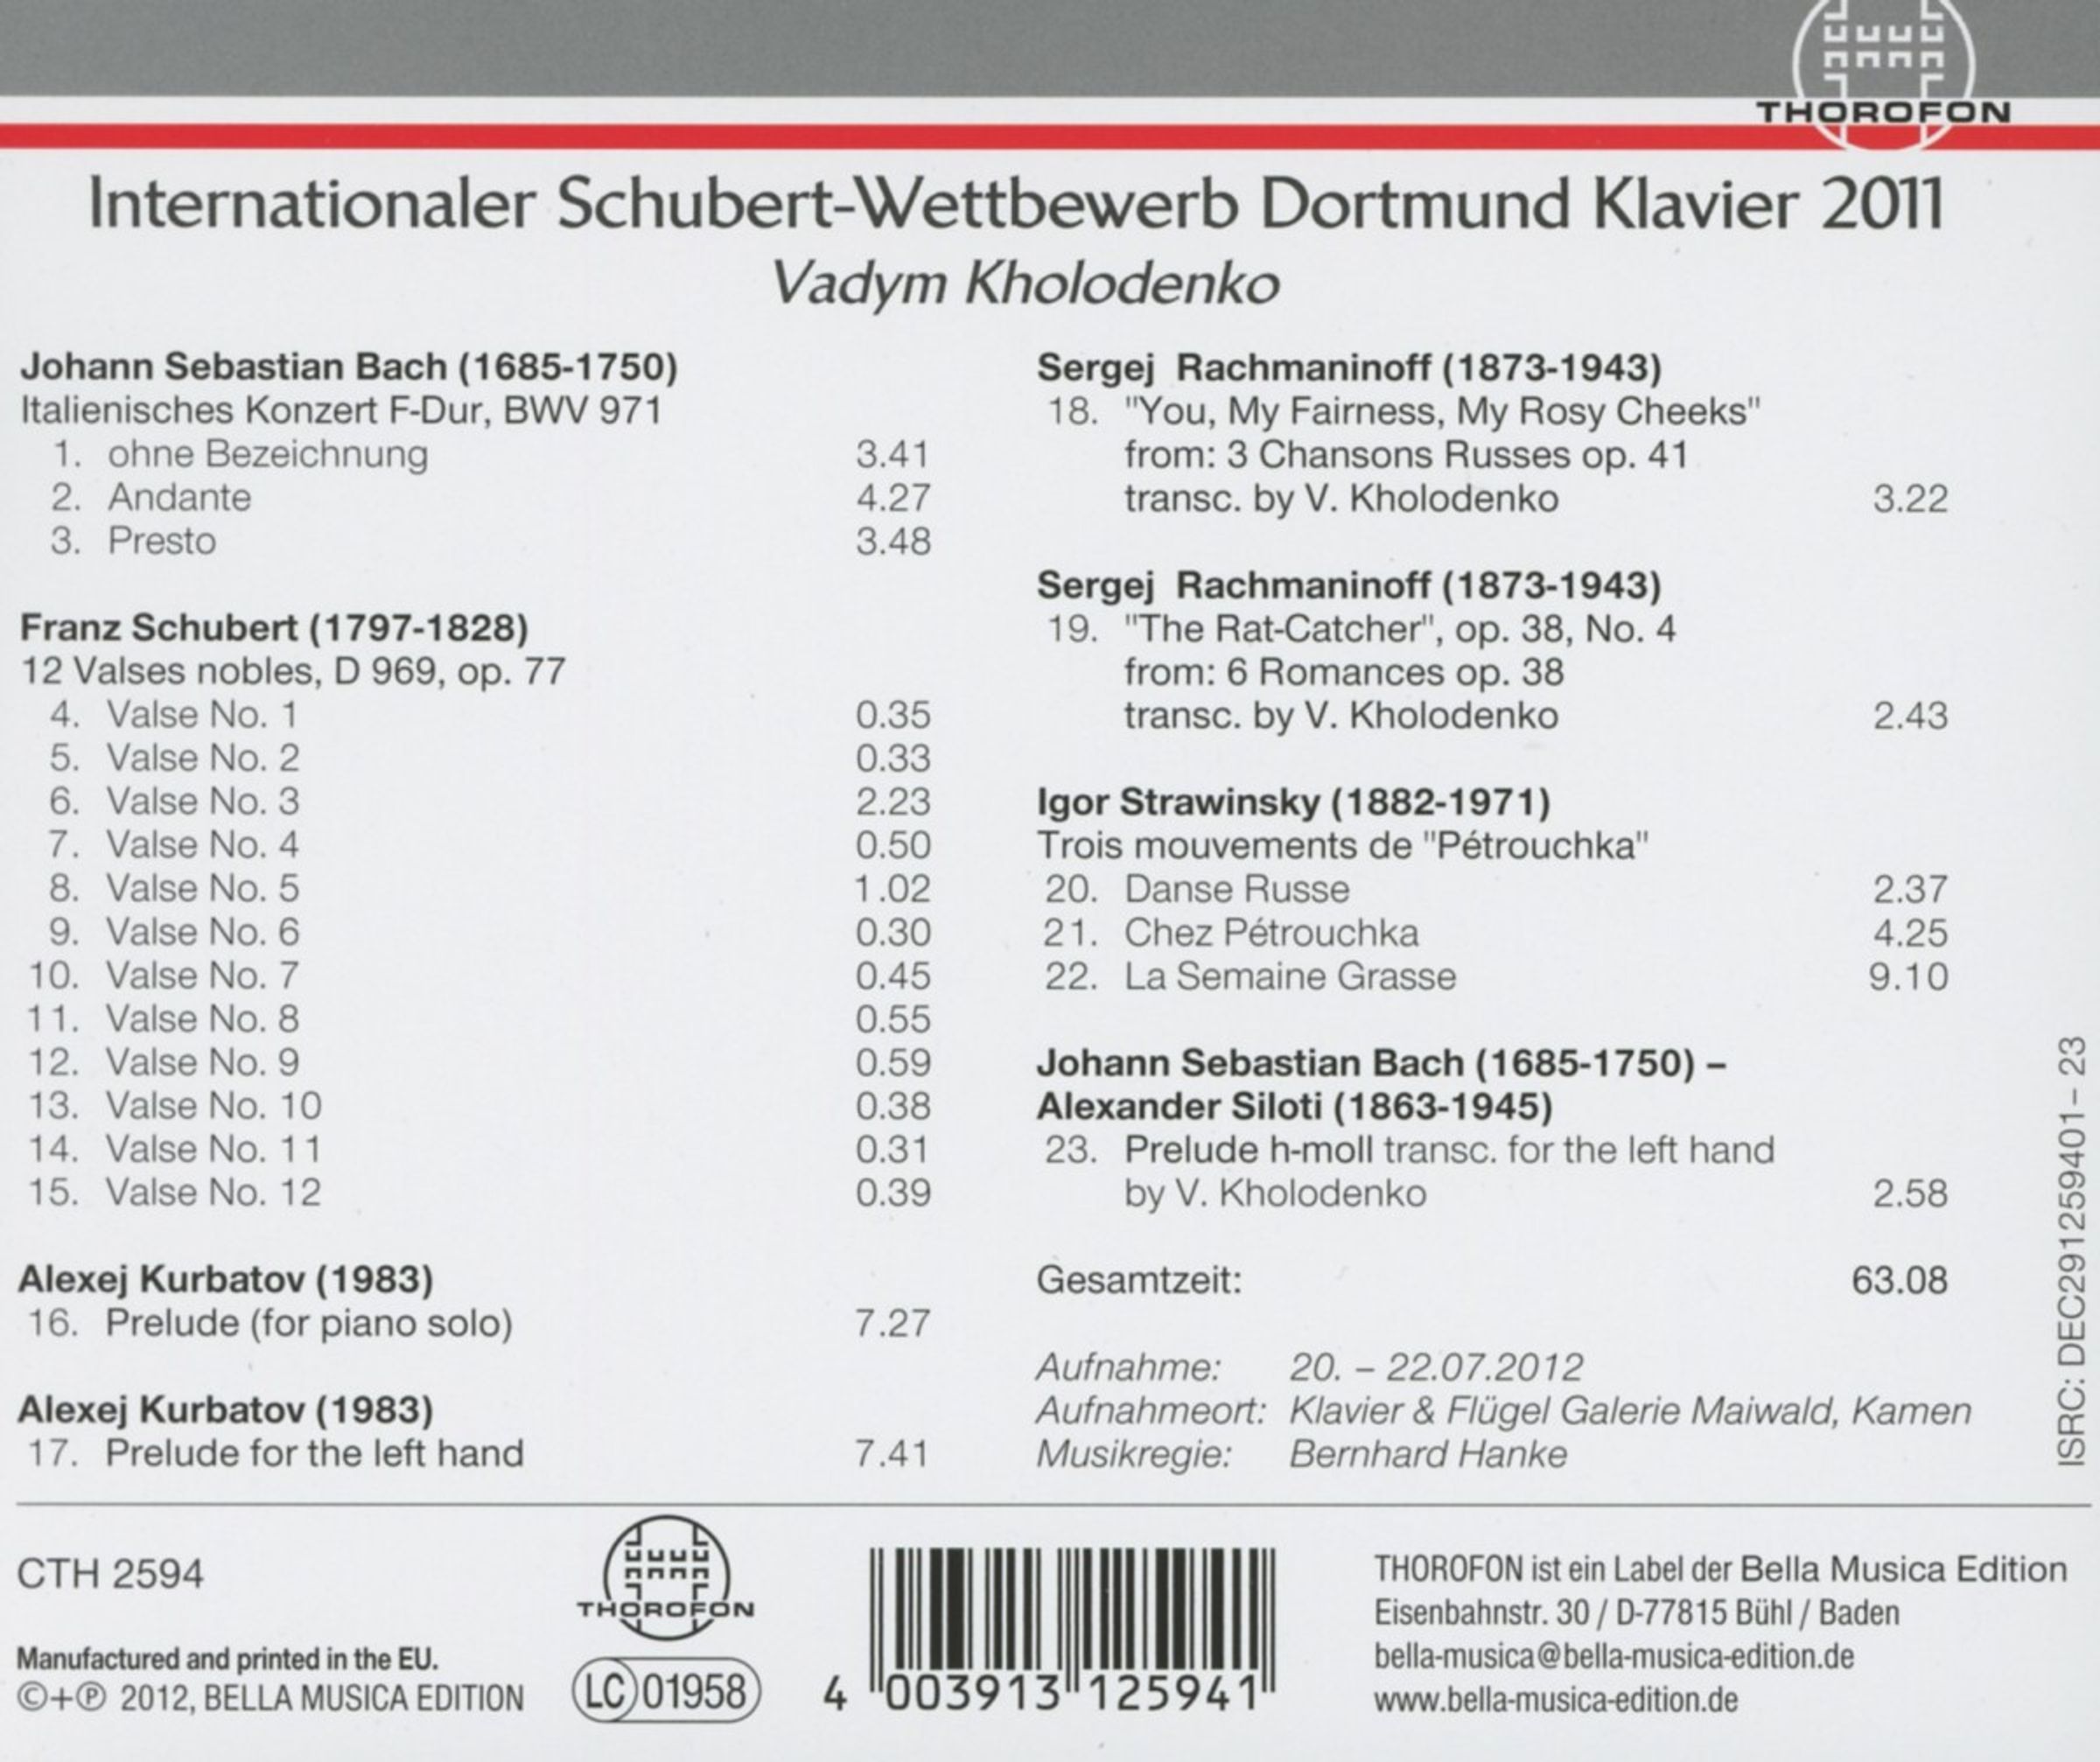 THOROFON
Internationaler Schubert-Wettbewerb Dortmund Klavier 2011
Vadym Kholodenko
Johann Sebastian Bach (1685-1750)
Italienisches Konzert F-Dur, BWV 971
1. ohne Bezeichnung 3.41
2. Andante 4.27
3. Presto 3.48
Franz Schubert (1797-1828)
12 Valses nobles, D 969, op. 77
4. Valse No. 1 0.35
5. Valse No. 2 0.33
6. Valse No. 3 2.23
7. Valse No. 4 0.50
8. Valse No. 5 1.02
9. Valse No. 6 0.30
10. Valse No. 7 0.45
11. Valse No. 8 0.55
12. Valse No. 9 0.59
13. Valse No. 10 0.38
14. Valse No. 11 0.31
15. Valse No. 12 0.39
Alexej Kurbatov (1983)
16. Prelude (for piano solo) 7.27
Alexej Kurbatov (1983)
17. Prelude for the left hand 7.41
Sergej Rachmaninoff (1873-1943)
18. "You, My Fairness, My Rosy Cheeks"
from: 3 Chansons Russes op. 41
transc. by V. Kholodenko 3.22
Sergej Rachmaninoff (1873-1943)
19. "The Rat-Catcher", op. 38, No. 4
from: 6 Romances op. 38
transc. by V. Kholodenko 2.43
Igor Strawinsky (1882-1971)
Trois mouvements de "Pétrouchka"
20. Danse Russe 2.37
21. Chez Pétrouchka 4.25
22. La Semaine Grasse 9.10
Johann Sebastian Bach (1685-1750) –
Alexander Siloti (1863-1945)
23. Prelude h-moll transc. for the left hand
by V. Kholodenko 2.58
Gesamtzeit: 63.08
Aufnahme: 20. – 22.07.2012
Aufnahmeort: Klavier & Flügel Galerie Maiwald, Kamen
Musikregie: Bernhard Hanke
ISRC: DEC291259401– 23
CTH 2594
Manufactured and printed in the EU.
©+℗ 2012, BELLA MUSICA EDITION
THOROFON
LC 01958
4 003913 125941
THOROFON ist ein Label der Bella Musica Edition
Eisenbahnstr. 30 / D-77815 Bühl / Baden
bella-musica@bella-musica-edition.de
www.bella-musica-edition.de